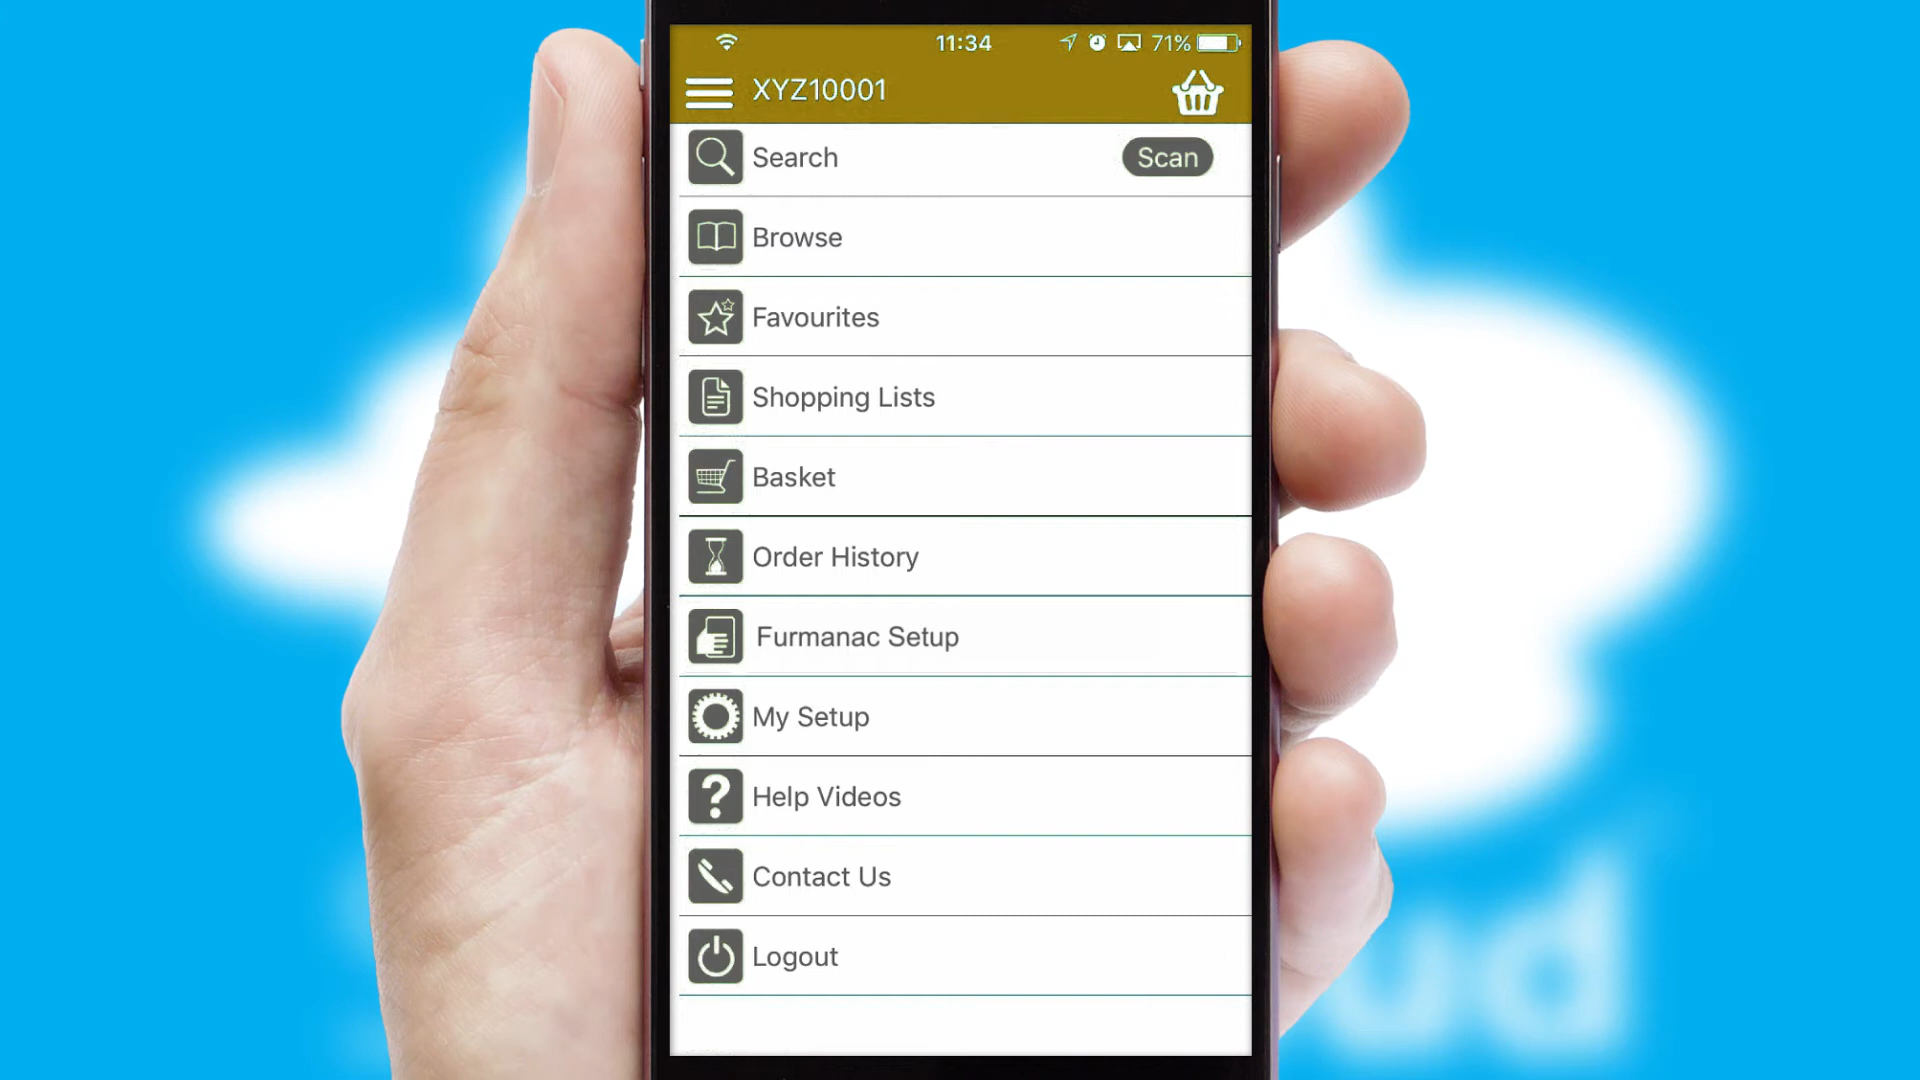 11:34 71%
XYZ10001
Search Scan
Browse
Favourites
Shopping Lists
Basket
Order History
Furmanac Setup
My Setup
Help Videos
Contact Us
Logout